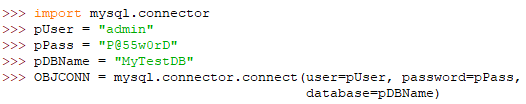 >>> import mysql.connector
>>> pUser = "admin"
>>> pPass = "P@55w0rD"
>>> pDBName = "MyTestDB"
>>> OBJCONN = mysql.connector.connect(user=pUser, password=pPass,
database=pDBName)